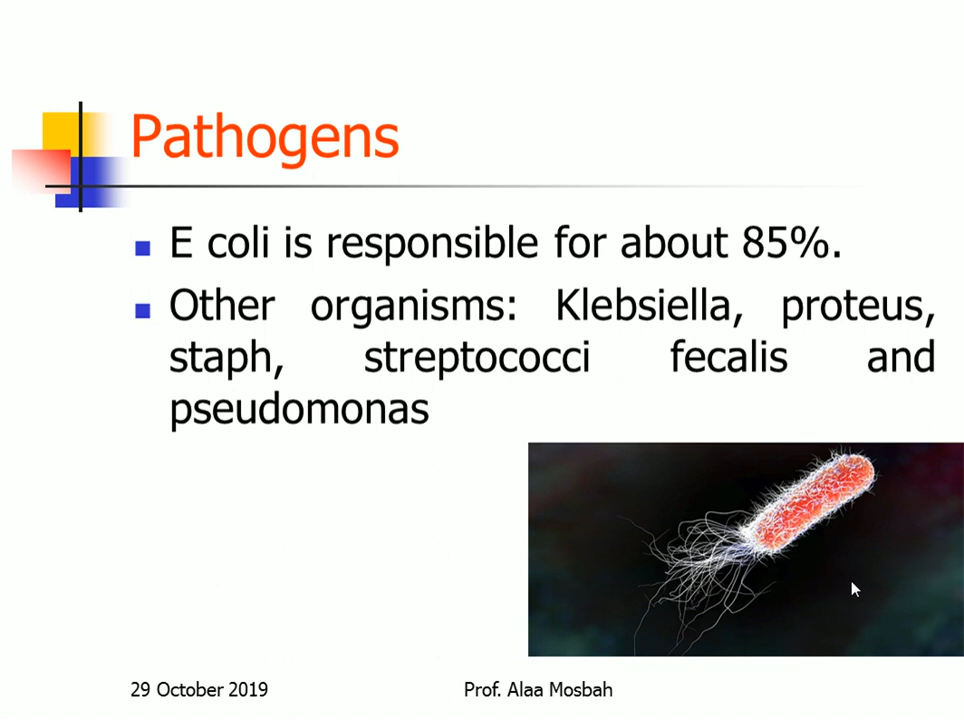 Pathogens
E coli is responsible for about 85%.
Other organisms: Klebsiella, proteus,
staph, streptococci fecalis and
pseudomonas
29 October 2019
Prof. Alaa Mosbah